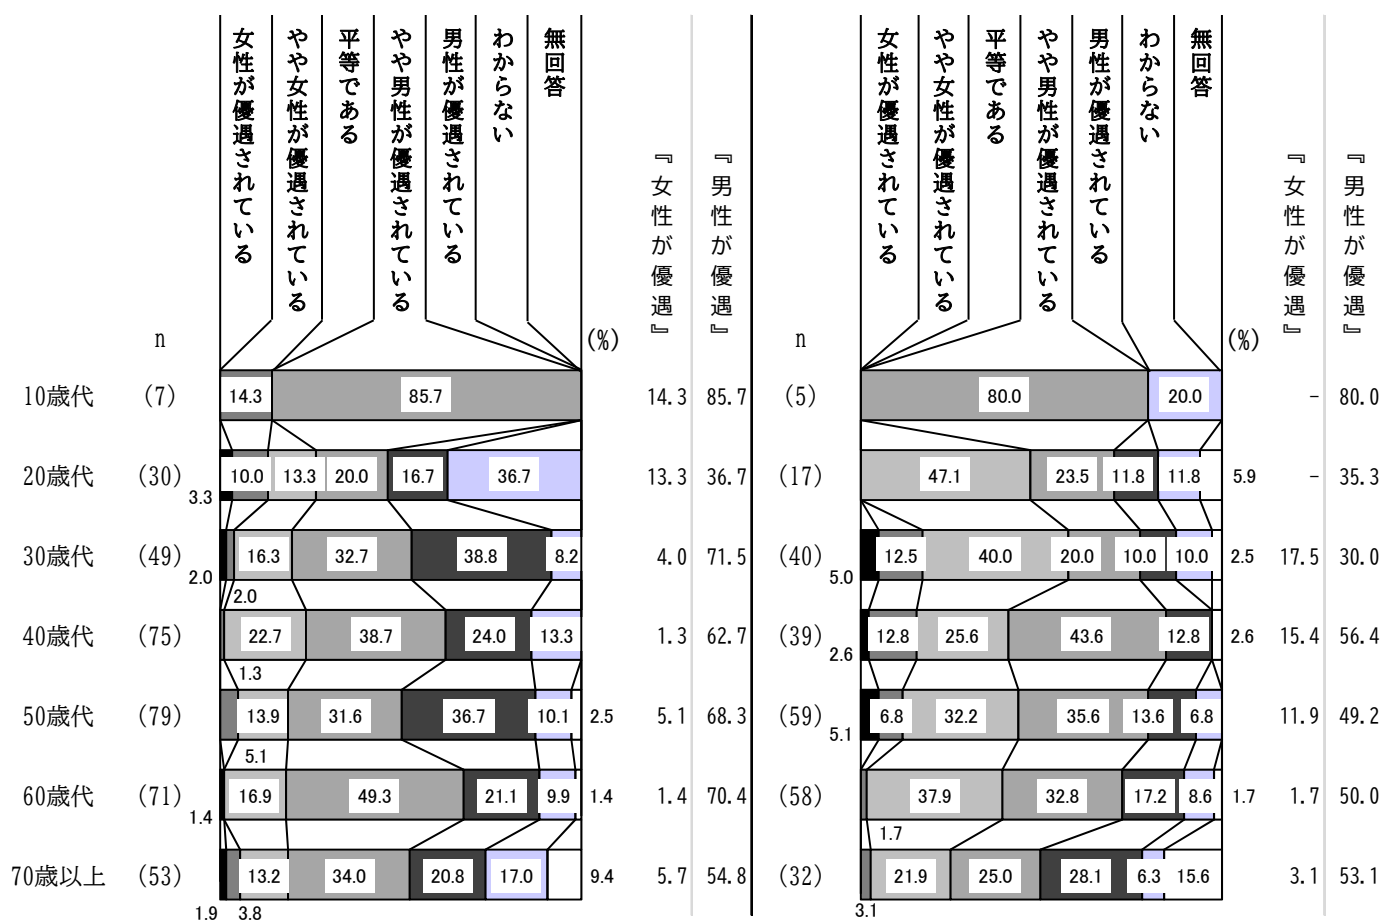 女性が優遇されている
やや女性が優遇されている
平等である
やや男性が優遇されている
男性が優遇されている
わからない
無回答
『女性が優遇』
『男性が優遇』
女性が優遇されている
やや女性が優遇されている
平等である
やや男性が優遇されている
男性が優遇されている
わからない
無回答
『女性が優遇』
『男性が優遇』
n (%) n (%)
10歳代 (7) 14.3 85.7 14.3 85.7 (5) 80.0 20.0 - 80.0
20歳代 (30) 3.3 10.0 13.3 20.0 16.7 36.7 13.3 36.7 (17) 47.1 23.5 11.8 11.8 5.9 - 35.3
30歳代 (49) 2.0 2.0 16.3 32.7 38.8 8.2 4.0 71.5 (40) 5.0 12.5 40.0 20.0 10.0 10.0 2.5 17.5 30.0
40歳代 (75) 1.3 22.7 38.7 24.0 13.3 1.3 62.7 (39) 2.6 12.8 25.6 43.6 12.8 2.6 15.4 56.4
50歳代 (79) 5.1 13.9 31.6 36.7 10.1 2.5 5.1 68.3 (59) 5.1 6.8 32.2 35.6 13.6 6.8 11.9 49.2
60歳代 (71) 1.4 16.9 49.3 21.1 9.9 1.4 1.4 70.4 (58) 1.7 37.9 32.8 17.2 8.6 1.7 1.7 50.0
70歳以上 (53) 1.9 3.8 13.2 34.0 20.8 17.0 9.4 5.7 54.8 (32) 3.1 21.9 25.0 28.1 6.3 15.6 3.1 53.1